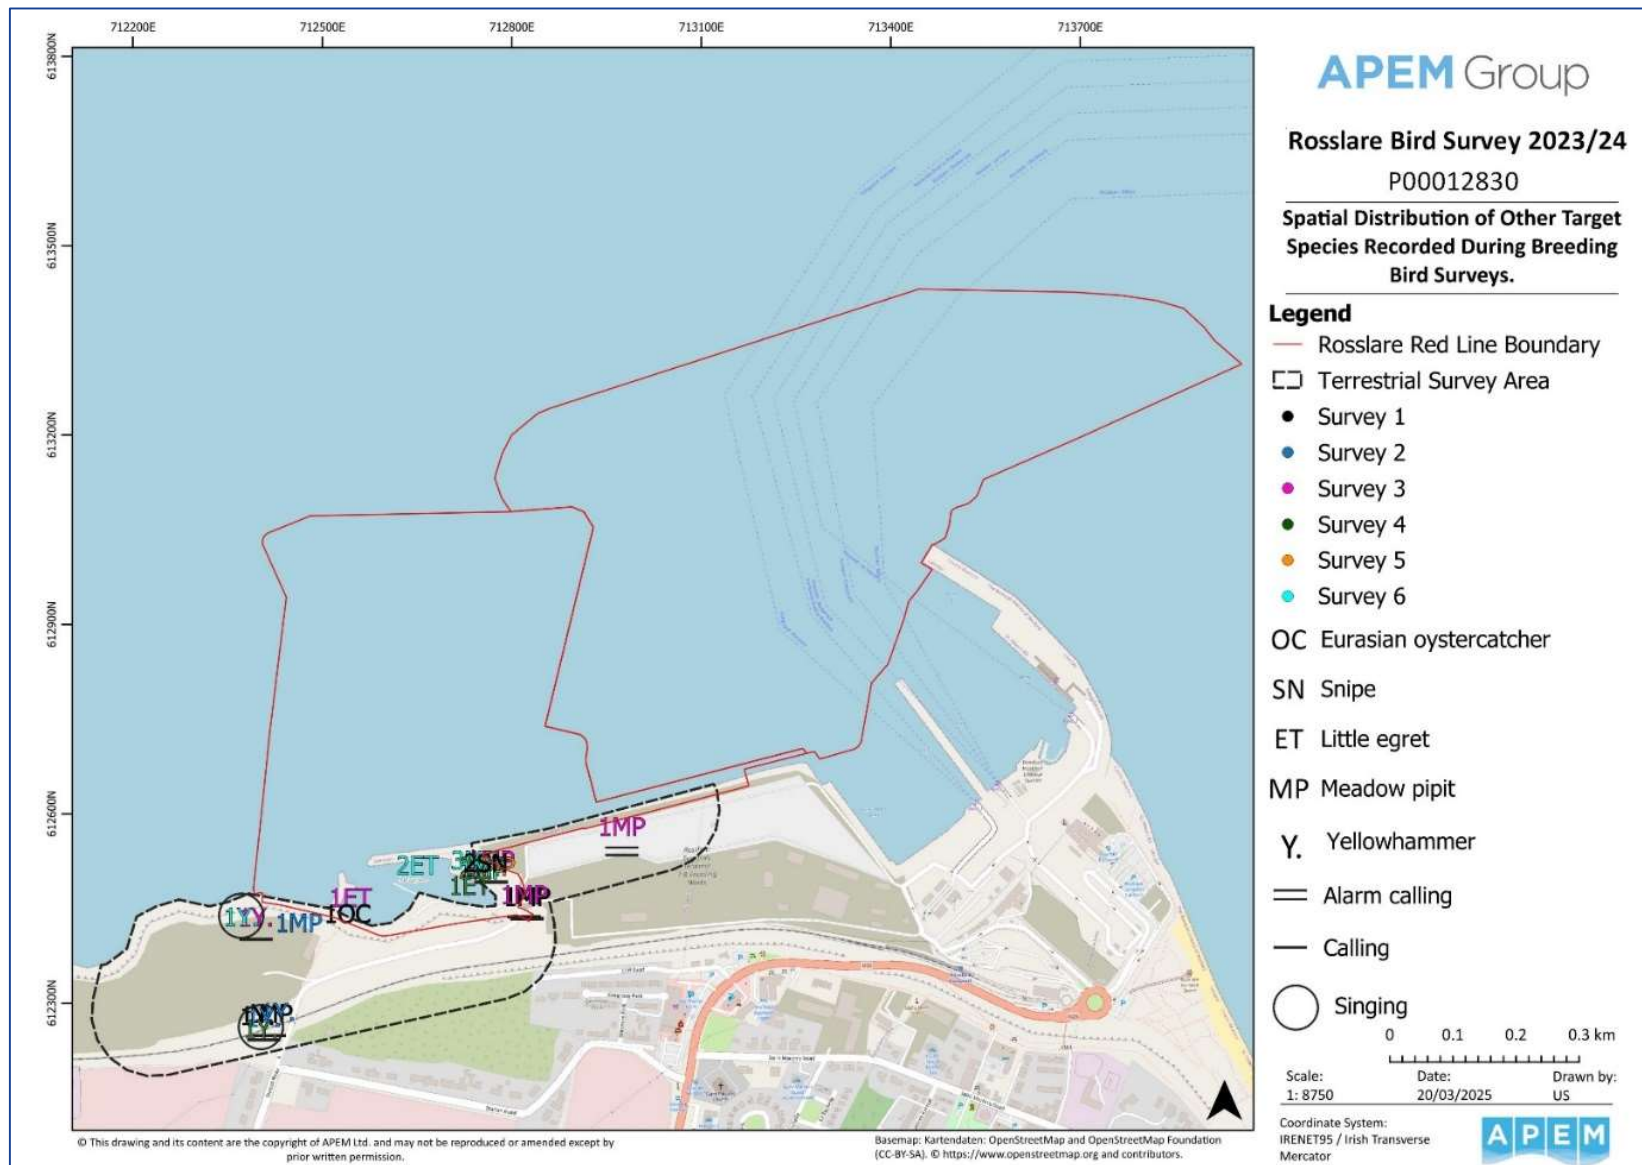 712200E 712500E 712800E 713100E 713400E 713700E
613800N
613500N
613200N
612900N
612600N
612300N
1MP
2ET
2SN
1ET
1MP
1ET
1OC
1MP
APEM Group
Rosslare Bird Survey 2023/24
P00012830
Spatial Distribution of Other Target
Species Recorded During Breeding
Bird Surveys.
Legend
Rosslare Red Line Boundary
Terrestrial Survey Area
Survey 1
Survey 2
Survey 3
Survey 4
Survey 5
Survey 6
OC Eurasian oystercatcher
SN Snipe
ET Little egret
MP Meadow pipit
Y. Yellowhammer
Alarm calling
Calling
Singing
0 0.1 0.2 0.3 km
Scale: Date: Drawn by:
1: 8750 20/03/2025 US
Coordinate System:
IRENET95 / Irish Transverse
Mercator
APEM
© This drawing and its content are the copyright of APEM Ltd. and may not be reproduced or amended except by
prior written permission.
Basemap: Kartendaten: OpenStreetMap and OpenStreetMap Foundation
(CC-BY-SA). © https://www.openstreetmap.org and contributors.